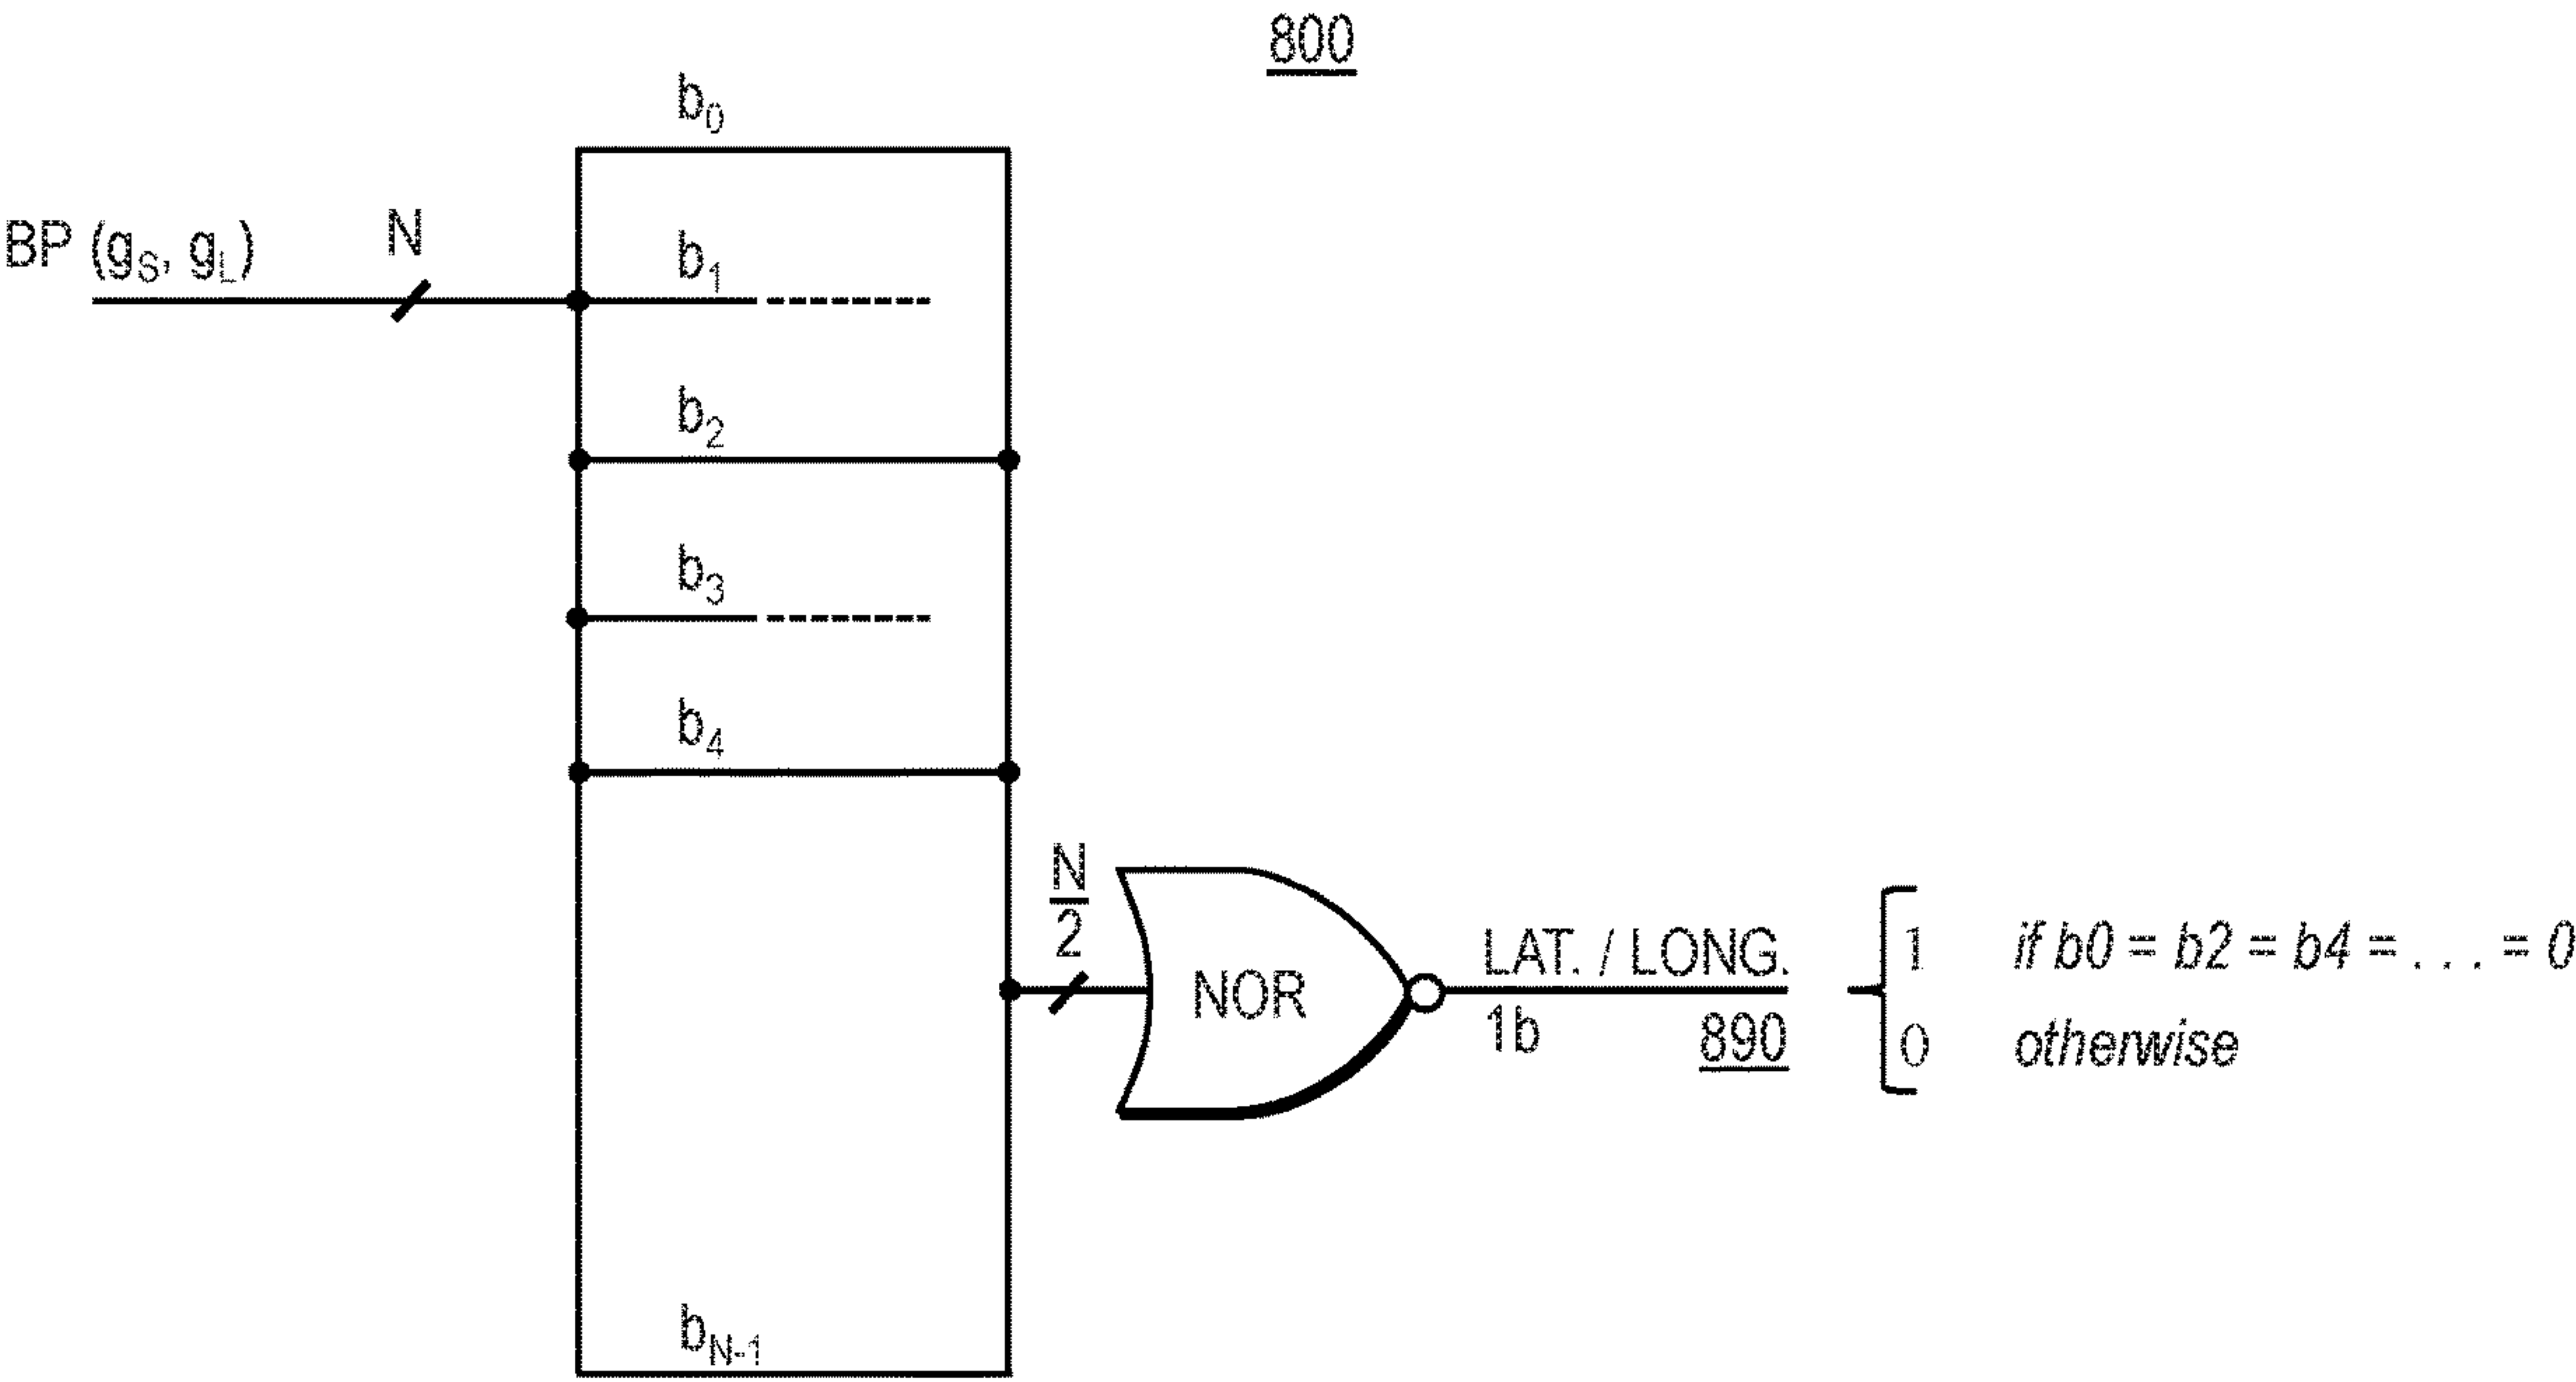 800
b0
BP (gS, gL)
N
b1
b2
b3
b4
N
2
NOR
LAT. / LONG.
1b
890
1 if b0 = b2 = b4 = . . . = 0
0 otherwise
bN-1